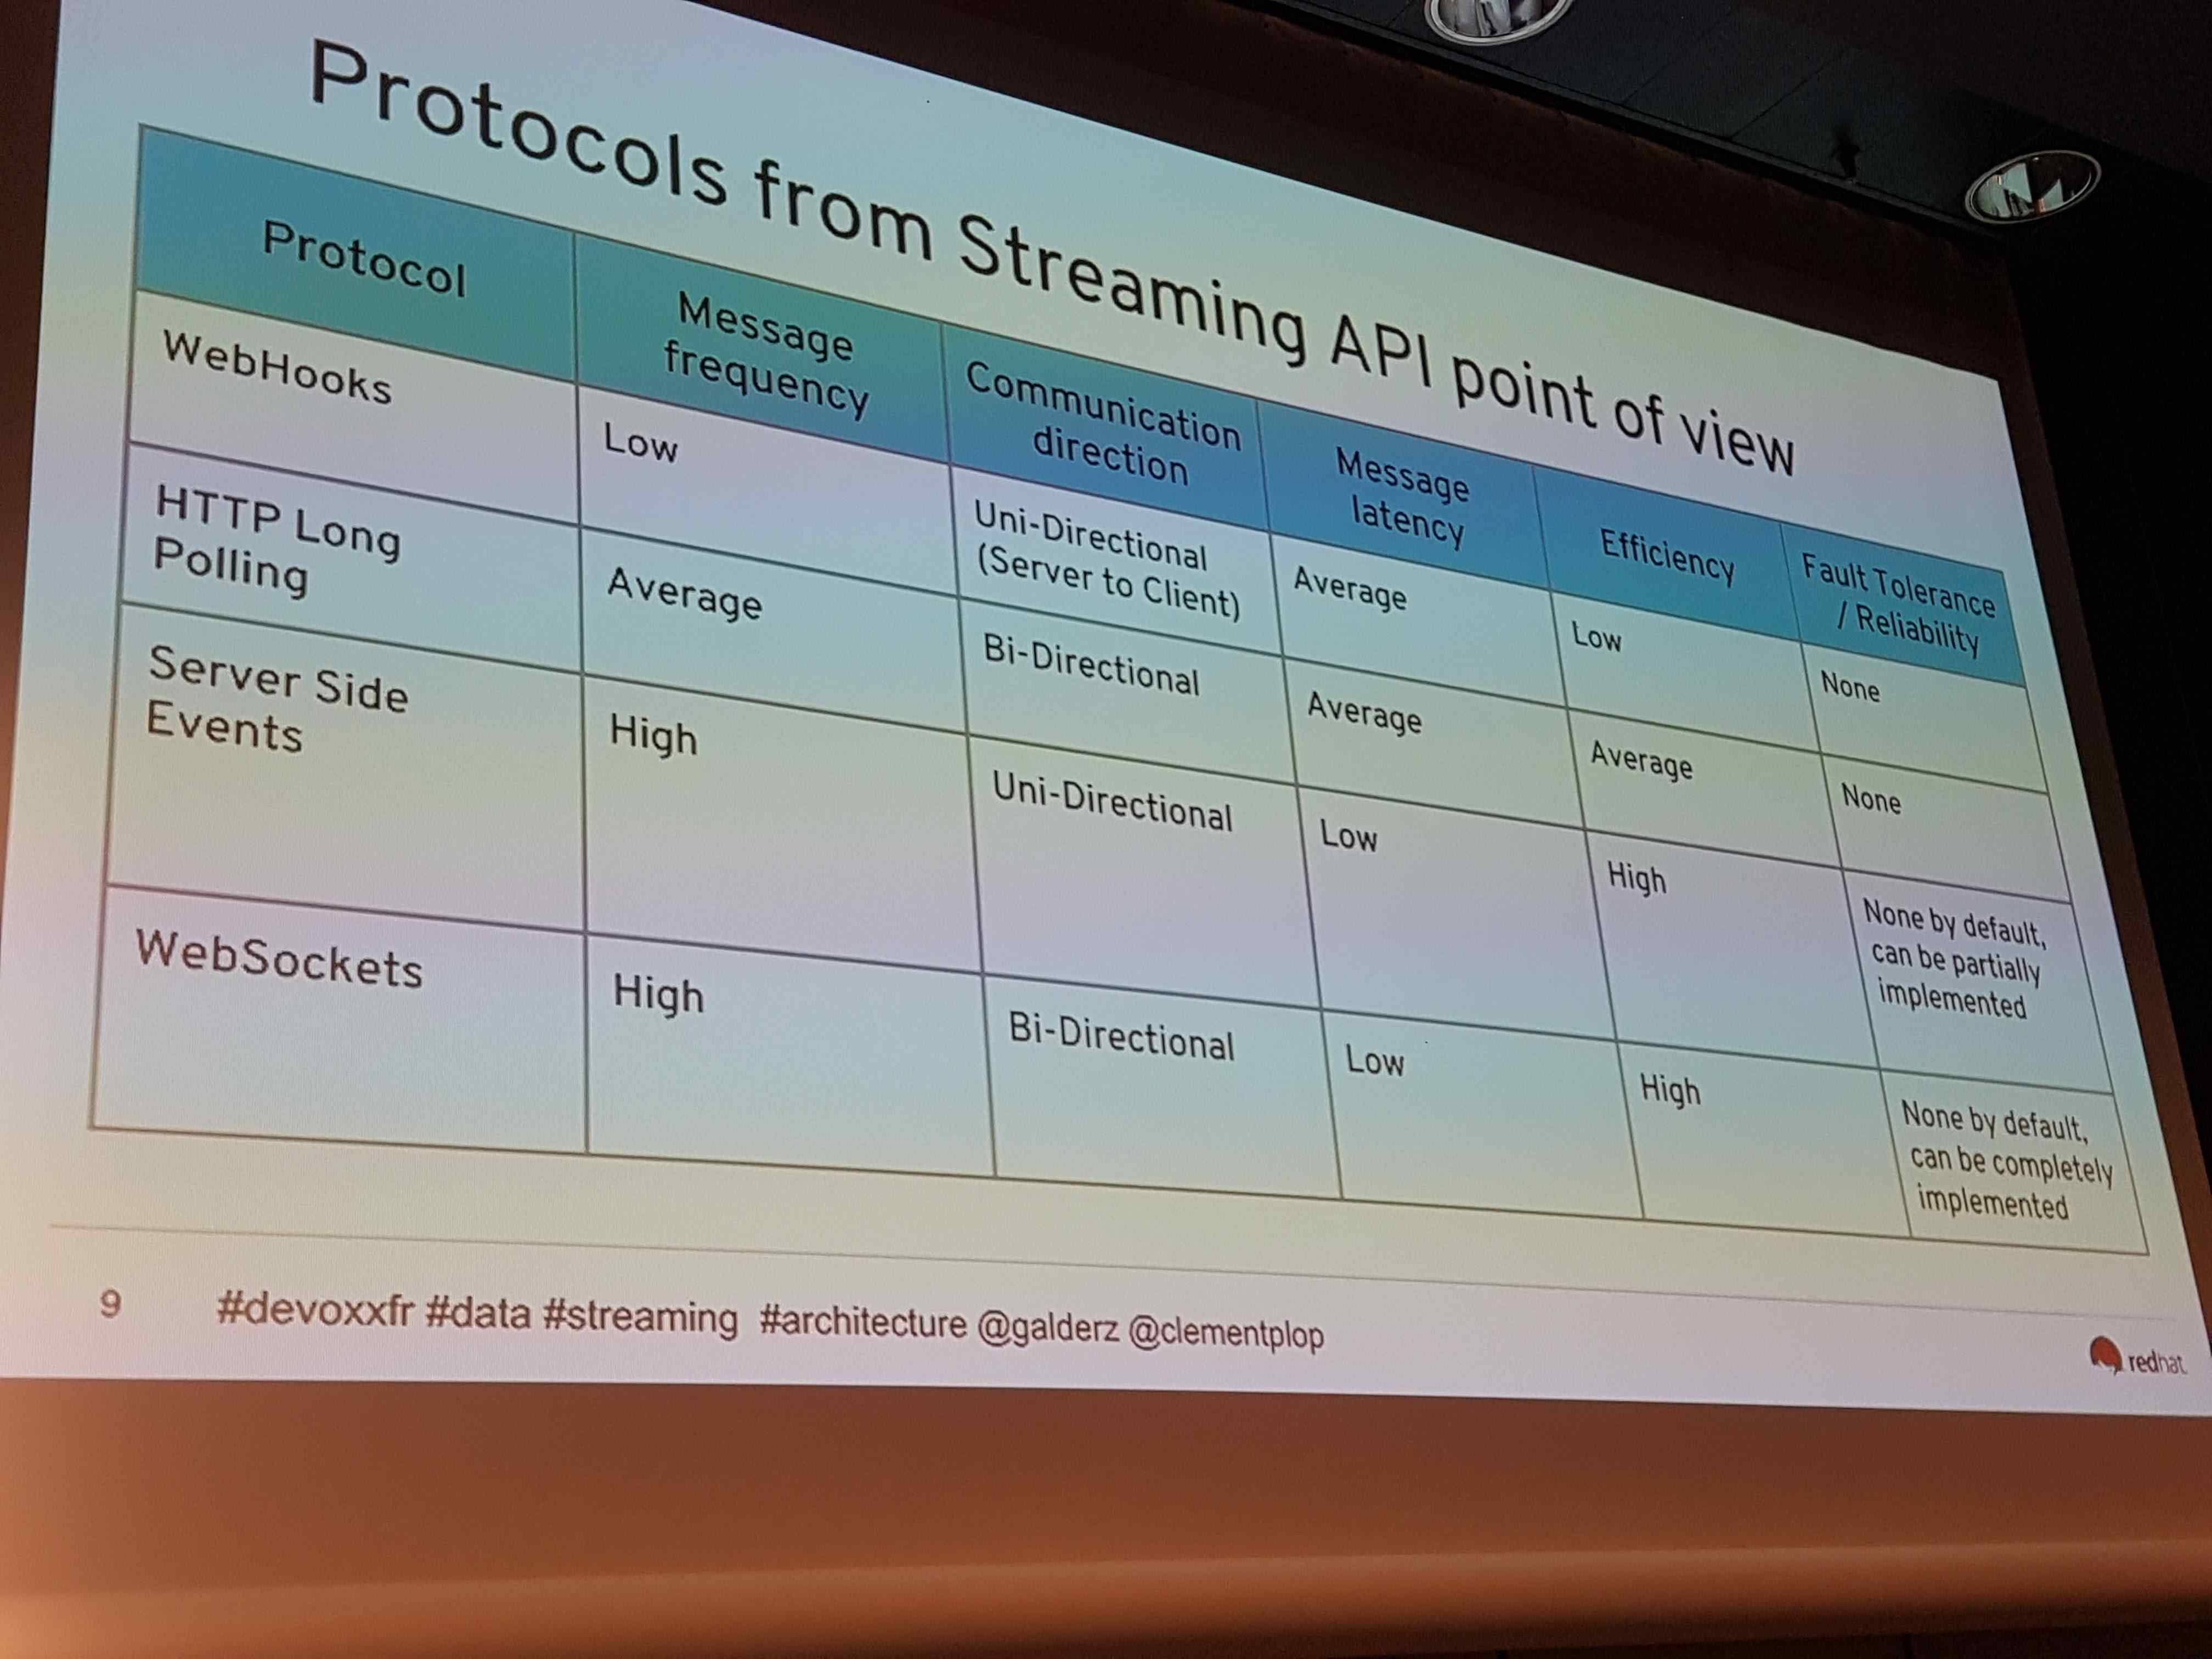 Protocols from Streaming API point of view
Protocol
Message
frequency
Communication
direction
Message
latency
Efficiency
Fault Tolerance
/ Reliability
WebHooks
Low
Uni-Directional
(Server to Client)
Average
Low
None
HTTP Long
Polling
Average
Bi-Directional
Average
Average
None
Server Side
Events
High
Uni-Directional
Low
High
None by default,
can be partially
implemented
WebSockets
High
Bi-Directional
Low
High
None by default,
can be completely
implemented
9
#devoxxfr #data #streaming #architecture @galderz @clementplop
redhat